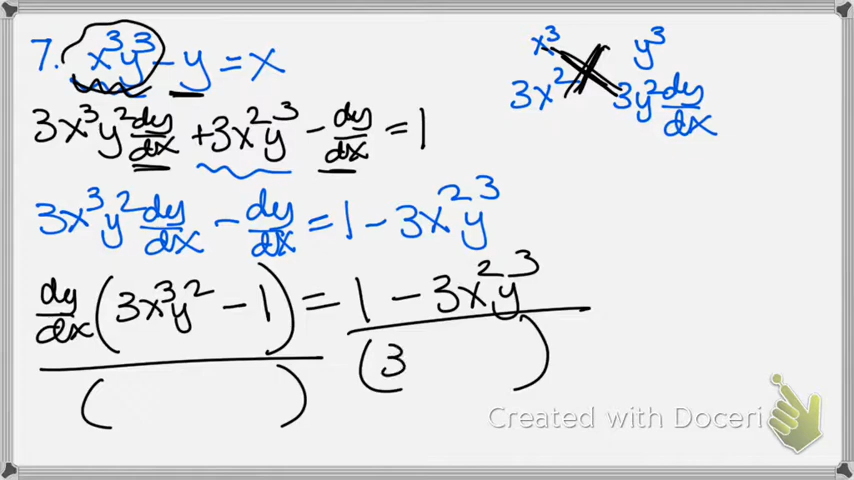 7. x³y³ - y = x
x³ y³
3x² 3y² dy/dx
3x³y² dy/dx + 3x²y³ - dy/dx = 1
3x³y² dy/dx - dy/dx = 1 - 3x²y³
dy/dx (3x³y² - 1) = 1 - 3x²y³
( ) (3 )
Created with Doceri